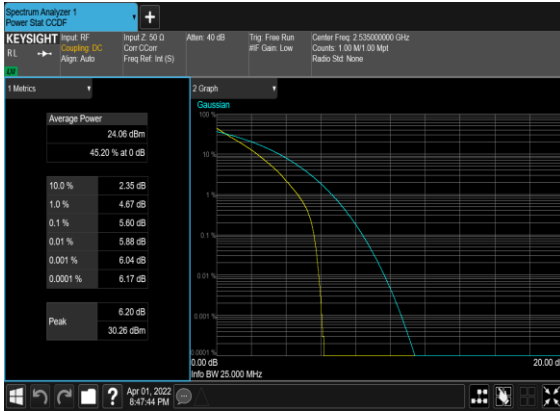 Spectrum Analyzer 1
Power Stat CCDF
KEYSIGHT
RL
Input: RF
Coupling: DC
Align: Auto
Input Z: 50 Ω
Corr CCorr
Freq Ref: Int (S)
Atten: 40 dB
Trig: Free Run
#IF Gain: Low
Center Freq: 2.535000000 GHz
Counts: 1.00 M/1.00 Mpt
Radio Std: None
1 Metrics
Average Power
24.06 dBm
45.20 % at 0 dB
10.0 % 2.35 dB
1.0 % 4.67 dB
0.1 % 5.60 dB
0.01 % 5.88 dB
0.001 % 6.04 dB
0.0001 % 6.17 dB
Peak
6.20 dB
30.26 dBm
2 Graph
Gaussian
100 %
10 %
1 %
0.1 %
0.01 %
0.001 %
0.0001 %
0.00 dB
20.00 d
Info BW 25.000 MHz
?
Apr 01, 2022
8:47:44 PM